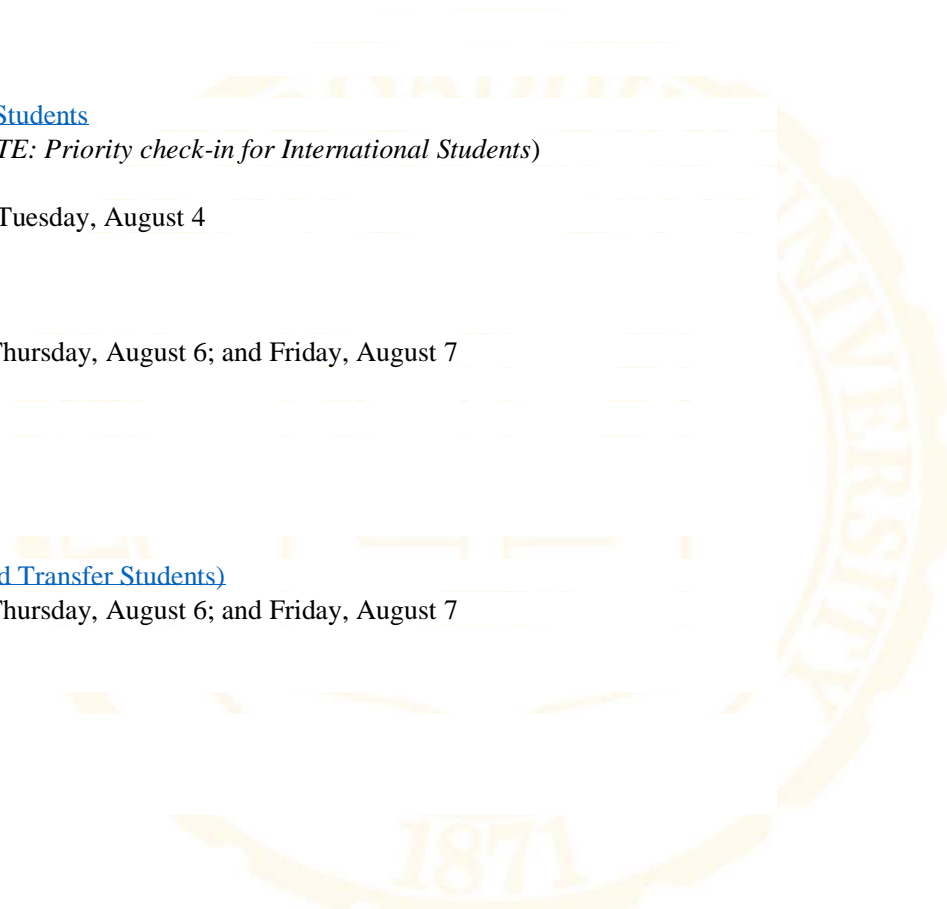 Students
TE: Priority check-in for International Students)
Tuesday, August 4
Thursday, August 6; and Friday, August 7
d Transfer Students)
Thursday, August 6; and Friday, August 7
UNIVERSITY
1871